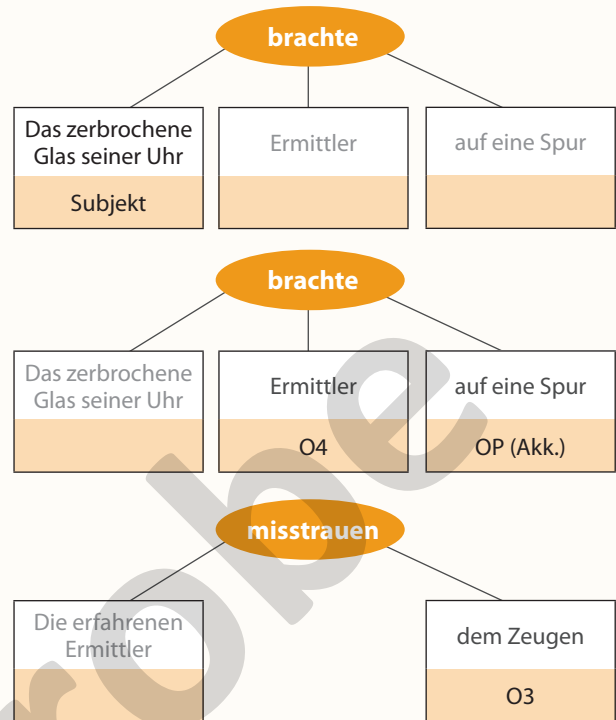 brachte
Das zerbrochene
Glas seiner Uhr
Subjekt
Ermittler
auf eine Spur
brachte
Das zerbrochene
Glas seiner Uhr
Ermittler
O4
auf eine Spur
OP (Akk.)
misstrauen
Die erfahrenen
Ermittler
dem Zeugen
O3
robe